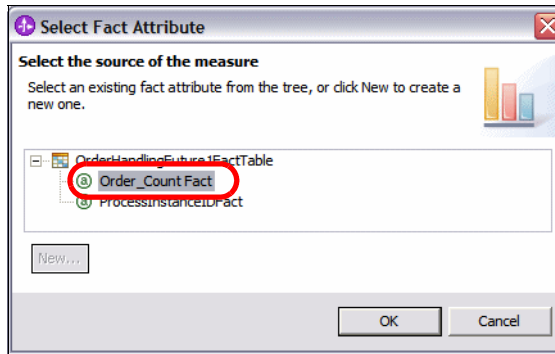 Select Fact Attribute
Select the source of the measure
Select an existing fact attribute from the tree, or click New to create a
new one.
OrderHandlingFuture1FactTable
a Order_Count Fact
a ProcessInstanceIDFact
New...
OK
Cancel